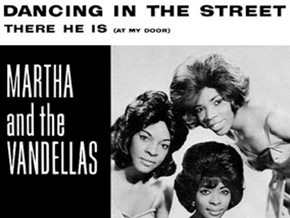 DANCING IN THE STREET
THERE HE IS (AT MY DOOR)
MARTHA
and the
VANDELLAS